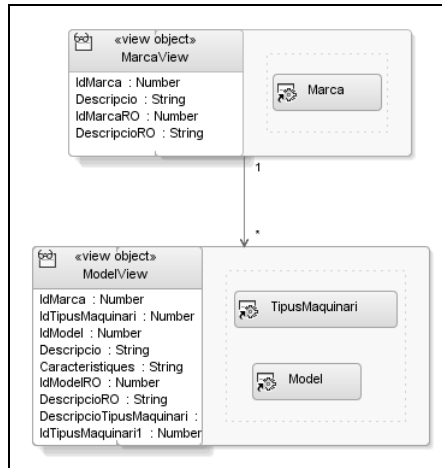 «view object»
MarcaView
IdMarca : Number
Descripcio : String
IdMarcaRO : Number
DescripcioRO : String
Marca
1
*
«view object»
ModelView
IdMarca : Number
IdTipusMaquinari : Number
IdModel : Number
Descripcio : String
Caracteristiques : String
IdModelRO : Number
DescripcioRO : String
DescripcioTipusMaquinari :
IdTipusMaquinari1 : Number
TipusMaquinari
Model